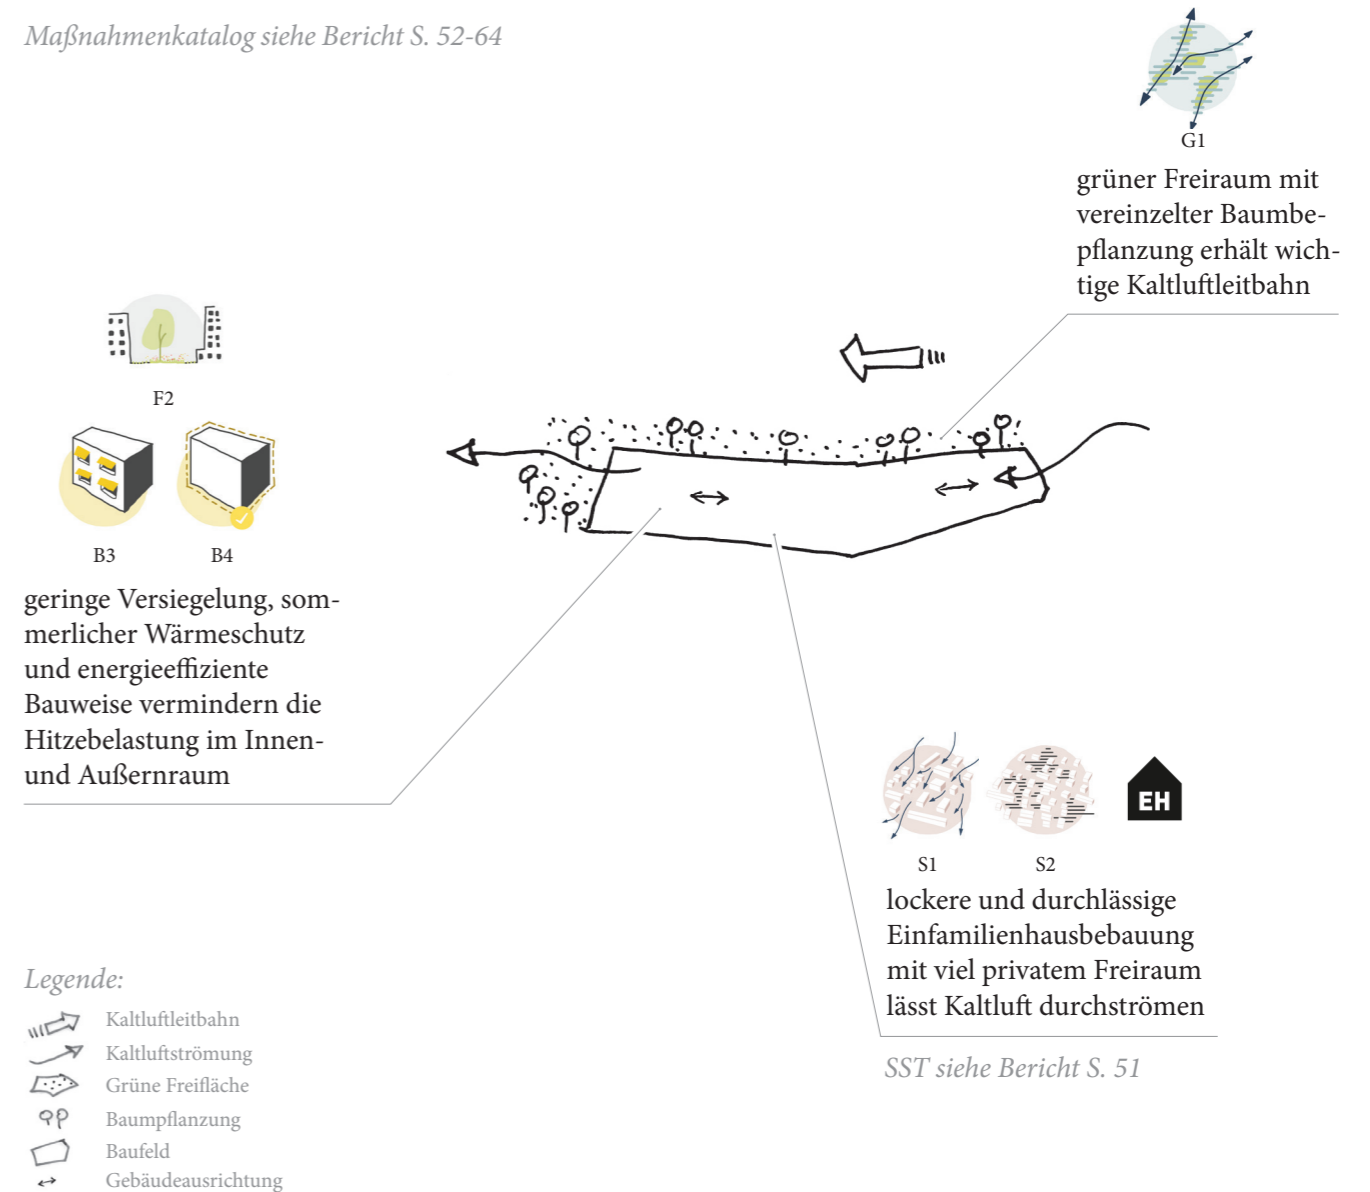 Maßnahmenkatalog siehe Bericht S. 52-64
G1
grüner Freiraum mit
vereinzelter Baumbe-
pflanzung erhält wich-
tige Kaltluftleitbahn
F2
B3
B4
geringe Versiegelung, som-
merlicher Wärmeschutz
und energieeffiziente
Bauweise vermindern die
Hitzebelastung im Innen-
und Außernraum
EH
S1
S2
lockere und durchlässige
Einfamilienhausbebauung
mit viel privatem Freiraum
lässt Kaltluft durchströmen
SST siehe Bericht S. 51
Legende:
Kaltluftleitbahn
Kaltluftströmung
Grüne Freifläche
Baumpflanzung
Baufeld
Gebäudeausrichtung